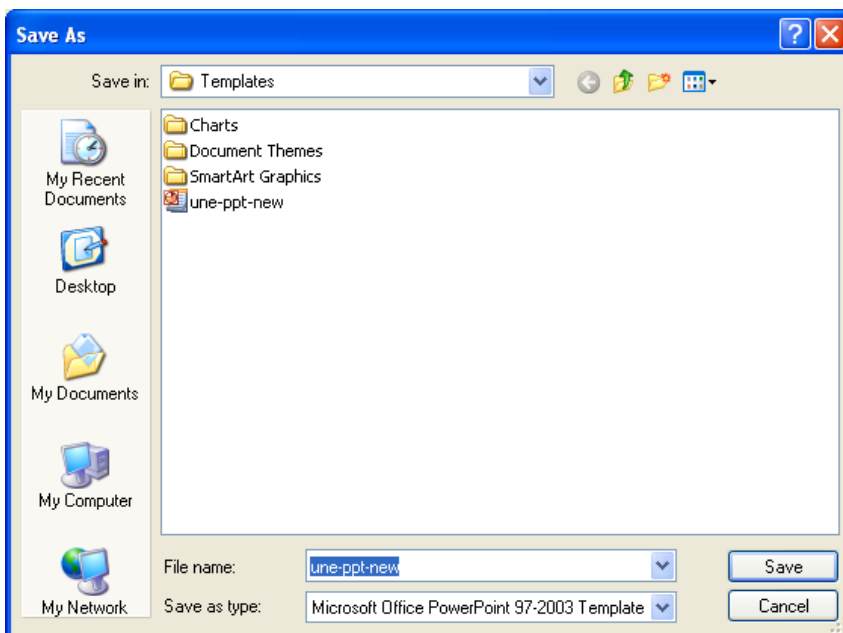 Save As
Save in:
Templates
Charts
Document Themes
SmartArt Graphics
une-ppt-new
My Recent
Documents
Desktop
My Documents
My Computer
My Network
File name:
une-ppt-new
Save
Save as type:
Microsoft Office PowerPoint 97-2003 Template
Cancel